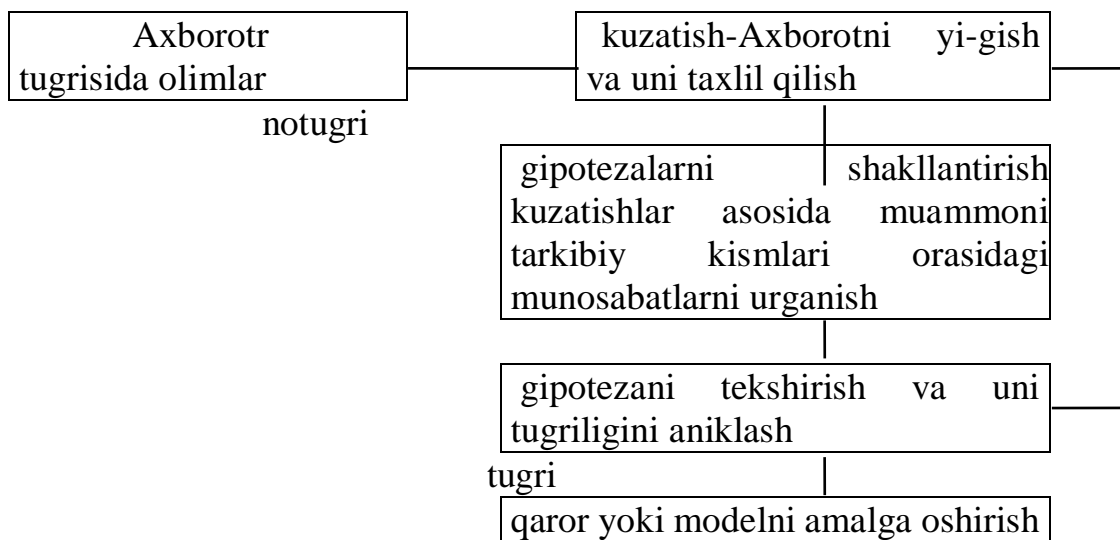 Axborotr
tugrisida olimlar
kuzatish-Axborotni yi-gish
va uni taxlil qilish
notugri
gipotezalarni shakllantirish
kuzatishlar asosida muammoni
tarkibiy kismlari orasidagi
munosabatlarni urganish
gipotezani tekshirish va uni
tugriligini aniklash
tugri
qaror yoki modelni amalga oshirish